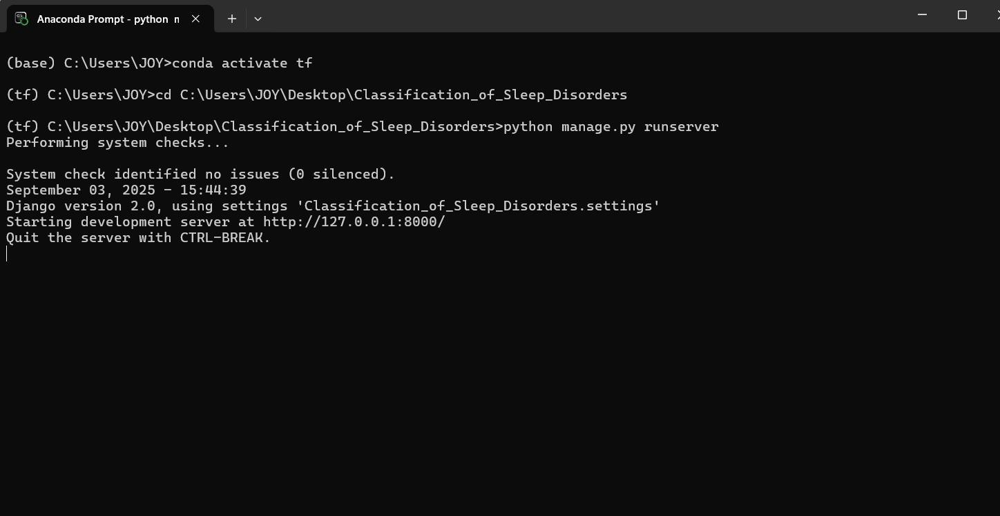 Anaconda Prompt - python m
(base) C:\Users\JOY>conda activate tf
(tf) C:\Users\JOY>cd C:\Users\JOY\Desktop\Classification_of_Sleep_Disorders
(tf) C:\Users\JOY\Desktop\Classification_of_Sleep_Disorders>python manage.py runserver
Performing system checks...
System check identified no issues (0 silenced).
September 03, 2025 - 15:44:39
Django version 2.0, using settings 'Classification_of_Sleep_Disorders.settings'
Starting development server at http://127.0.0.1:8000/
Quit the server with CTRL-BREAK.